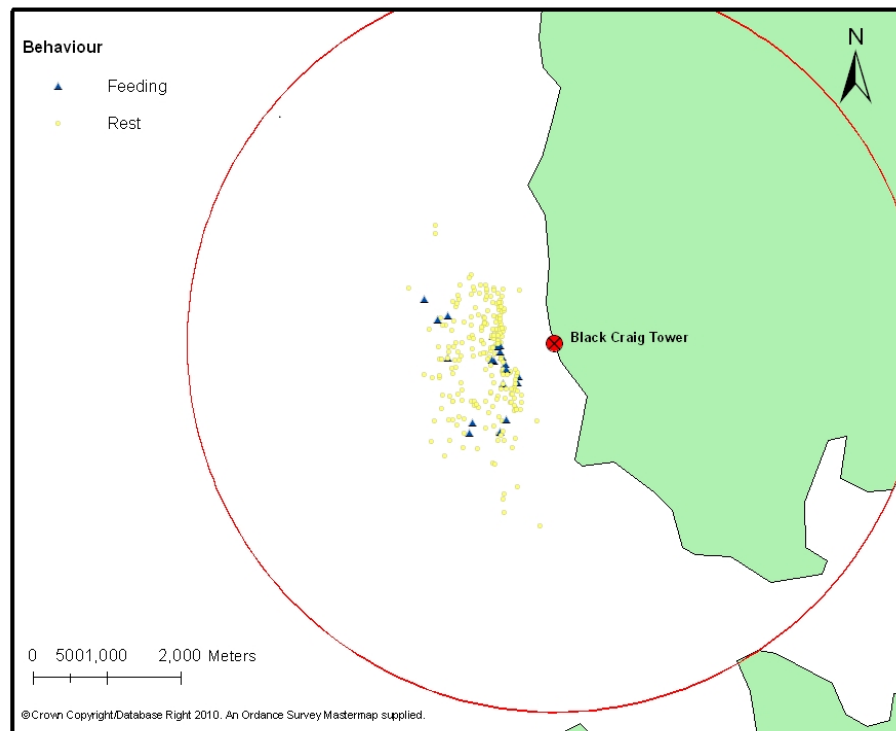 Behaviour
Feeding
Rest
N
Black Craig Tower
0 5001,000 2,000 Meters
©Crown Copyright/Database Right 2010. An Ordance Survey Mastermap supplied.